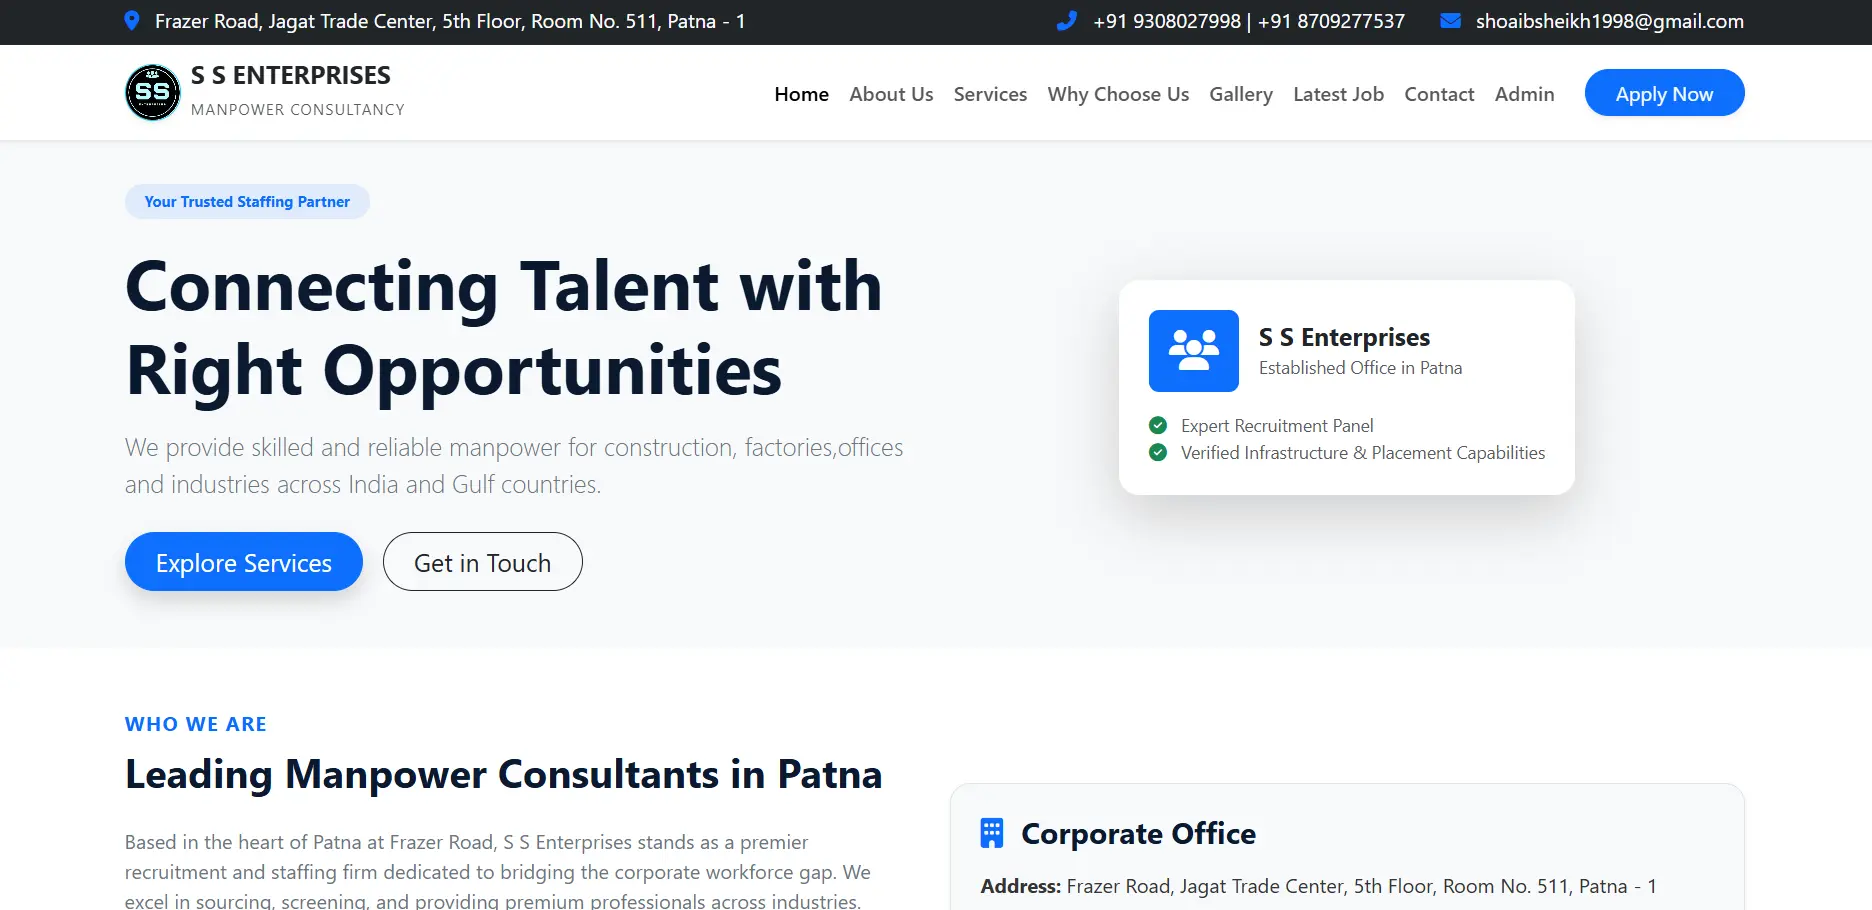 Frazer Road, Jagat Trade Center, 5th Floor, Room No. 511, Patna - 1
+91 9308027998 | +91 8709277537
shoaibsheikh1998@gmail.com
SS
S S ENTERPRISES
MANPOWER CONSULTANCY
Home
About Us
Services
Why Choose Us
Gallery
Latest Job
Contact
Admin
Apply Now
Your Trusted Staffing Partner
Connecting Talent with
Right Opportunities
We provide skilled and reliable manpower for construction, factories,offices
and industries across India and Gulf countries.
Explore Services
Get in Touch
S S Enterprises
Established Office in Patna
Expert Recruitment Panel
Verified Infrastructure & Placement Capabilities
WHO WE ARE
Leading Manpower Consultants in Patna
Based in the heart of Patna at Frazer Road, S S Enterprises stands as a premier
recruitment and staffing firm dedicated to bridging the corporate workforce gap. We
excel in sourcing, screening, and providing premium professionals across industries.
Corporate Office
Address: Frazer Road, Jagat Trade Center, 5th Floor, Room No. 511, Patna - 1